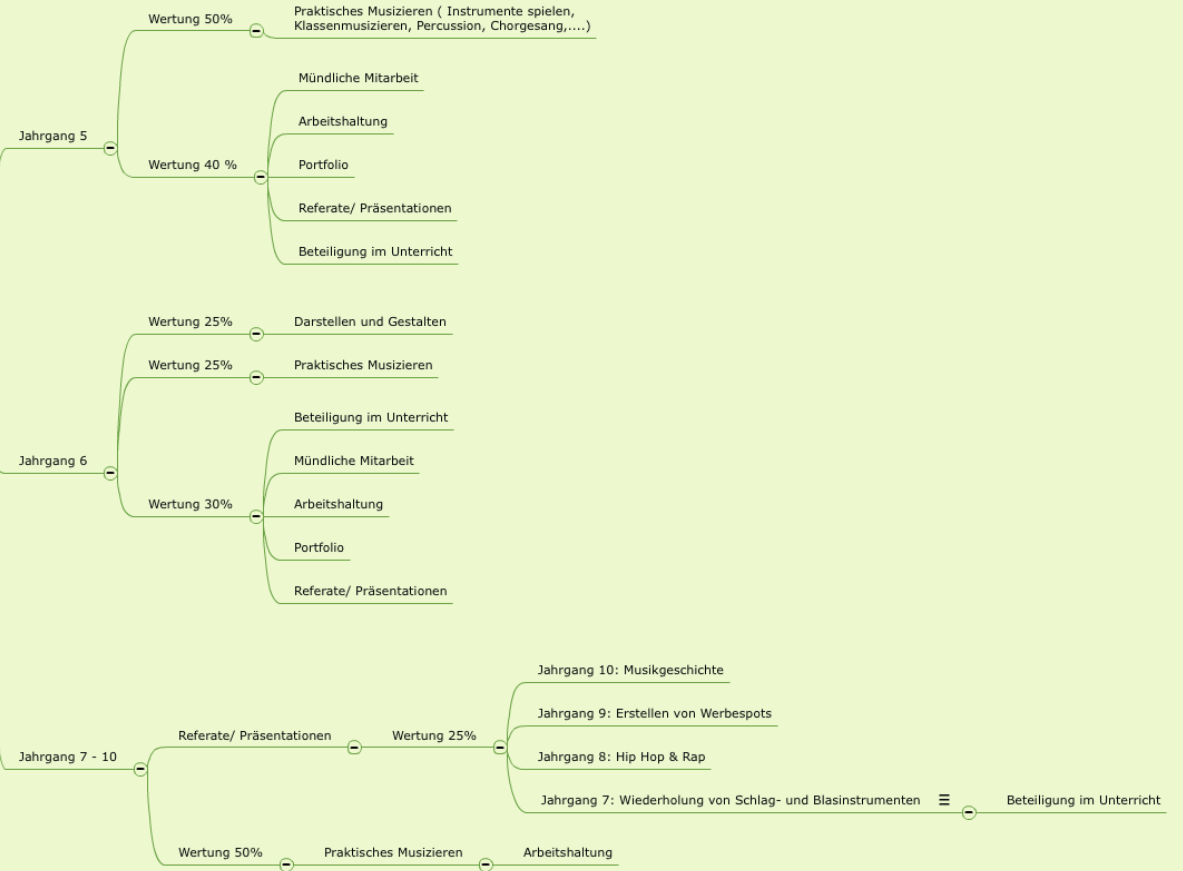 Wertung 50%
Praktisches Musizieren ( Instrumente spielen,
Klassenmusizieren, Percussion, Chorgesang,....)
Jahrgang 5
Wertung 40 %
Mündliche Mitarbeit
Arbeitshaltung
Portfolio
Referate/ Präsentationen
Beteiligung im Unterricht
Jahrgang 6
Wertung 25%
Darstellen und Gestalten
Wertung 25%
Praktisches Musizieren
Wertung 30%
Beteiligung im Unterricht
Mündliche Mitarbeit
Arbeitshaltung
Portfolio
Referate/ Präsentationen
Jahrgang 7 - 10
Referate/ Präsentationen
Wertung 25%
Jahrgang 10: Musikgeschichte
Jahrgang 9: Erstellen von Werbespots
Jahrgang 8: Hip Hop & Rap
Jahrgang 7: Wiederholung von Schlag- und Blasinstrumenten
Beteiligung im Unterricht
Wertung 50%
Praktisches Musizieren
Arbeitshaltung